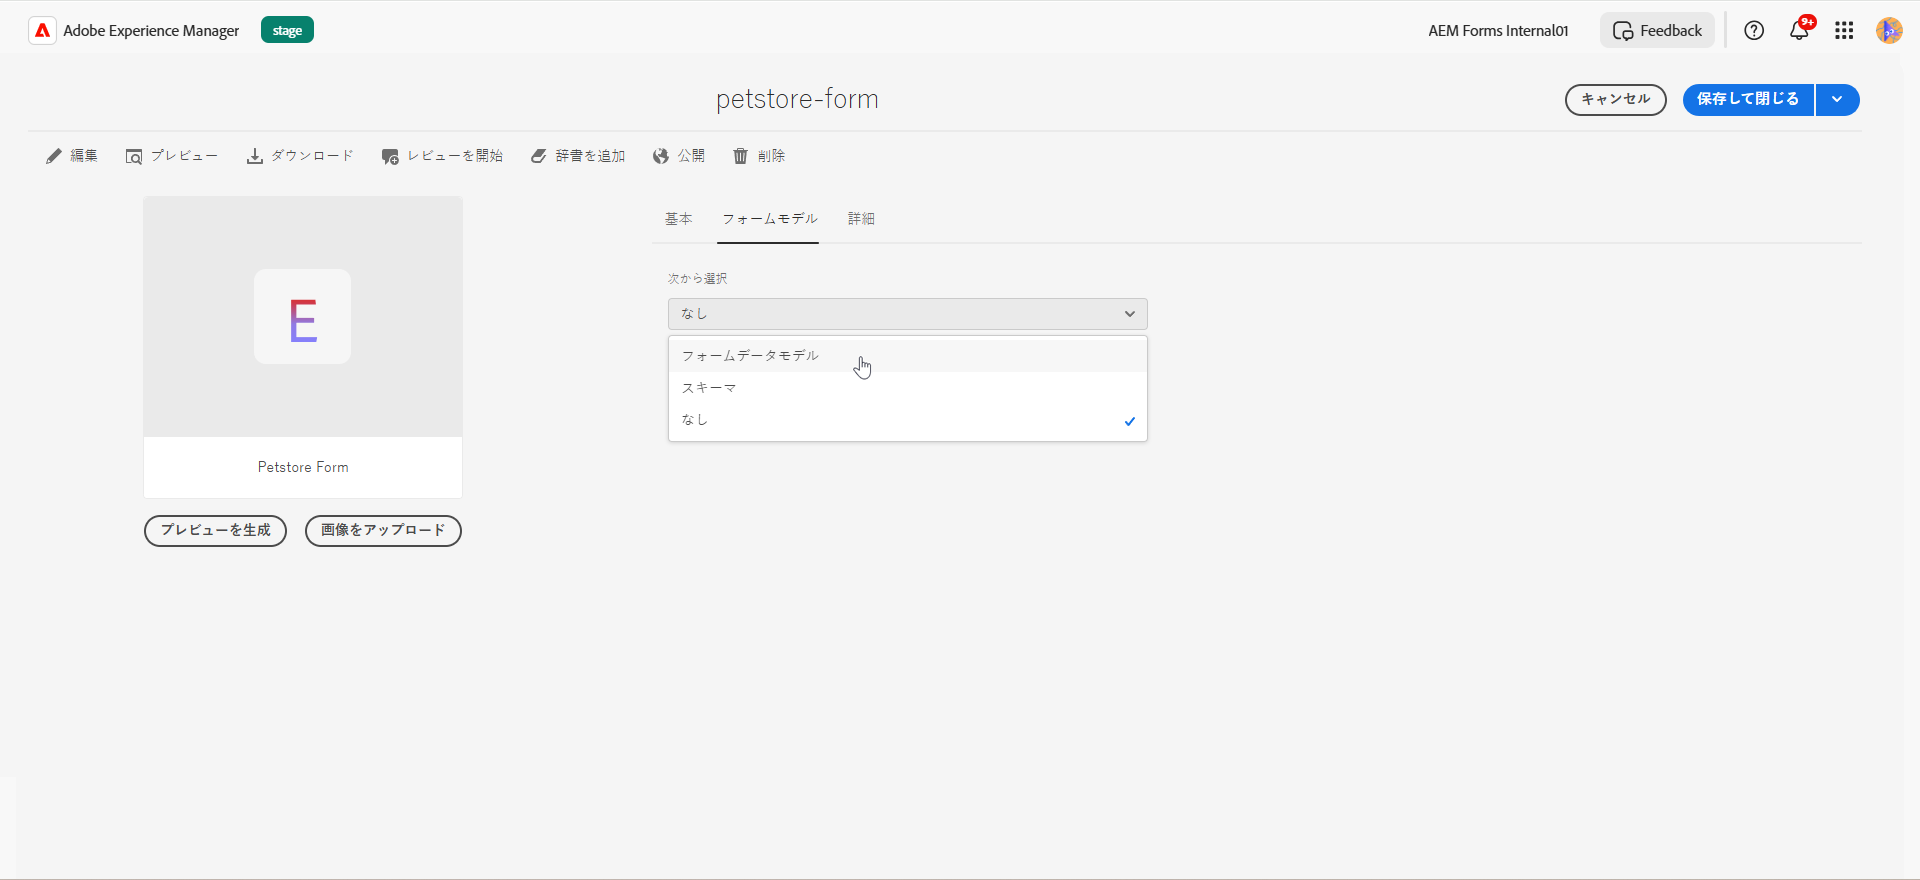 Adobe Experience Manager stage AEM Forms Internal01 Feedback 9+
petstore-form キャンセル 保存して閉じる
編集 プレビュー ダウンロード レビューを開始 辞書を追加 公開 削除
基本 フォームモデル 詳細
次から選択
なし
フォームデータモデル
スキーマ
なし
E
Petstore Form
プレビューを生成 画像をアップロード